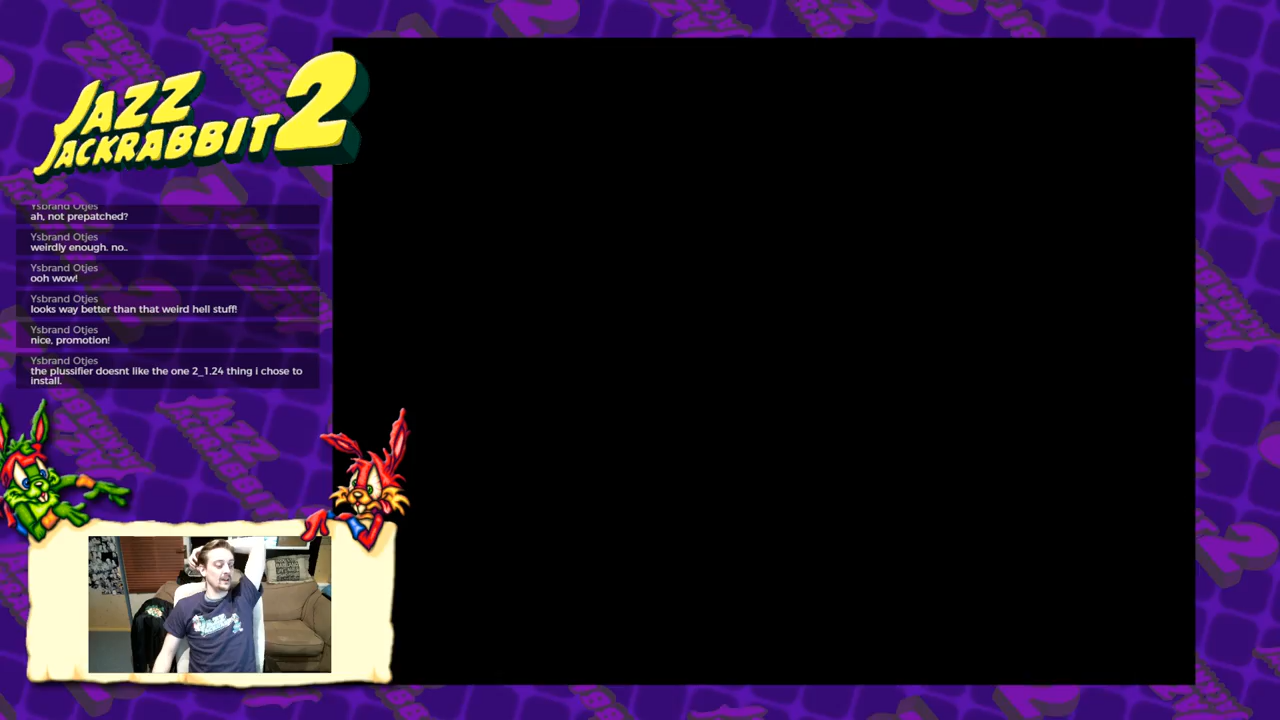 JAZZ
JACKRABBIT 2
Ysbrand Otjes
ah, not prepatched?
Ysbrand Otjes
weirdly enough. no..
Ysbrand Otjes
ooh wow!
Ysbrand Otjes
looks way better than that weird hell stuff!
Ysbrand Otjes
nice, promotion!
Ysbrand Otjes
the plussifier doesnt like the one 2_1.24 thing i chose to
install.